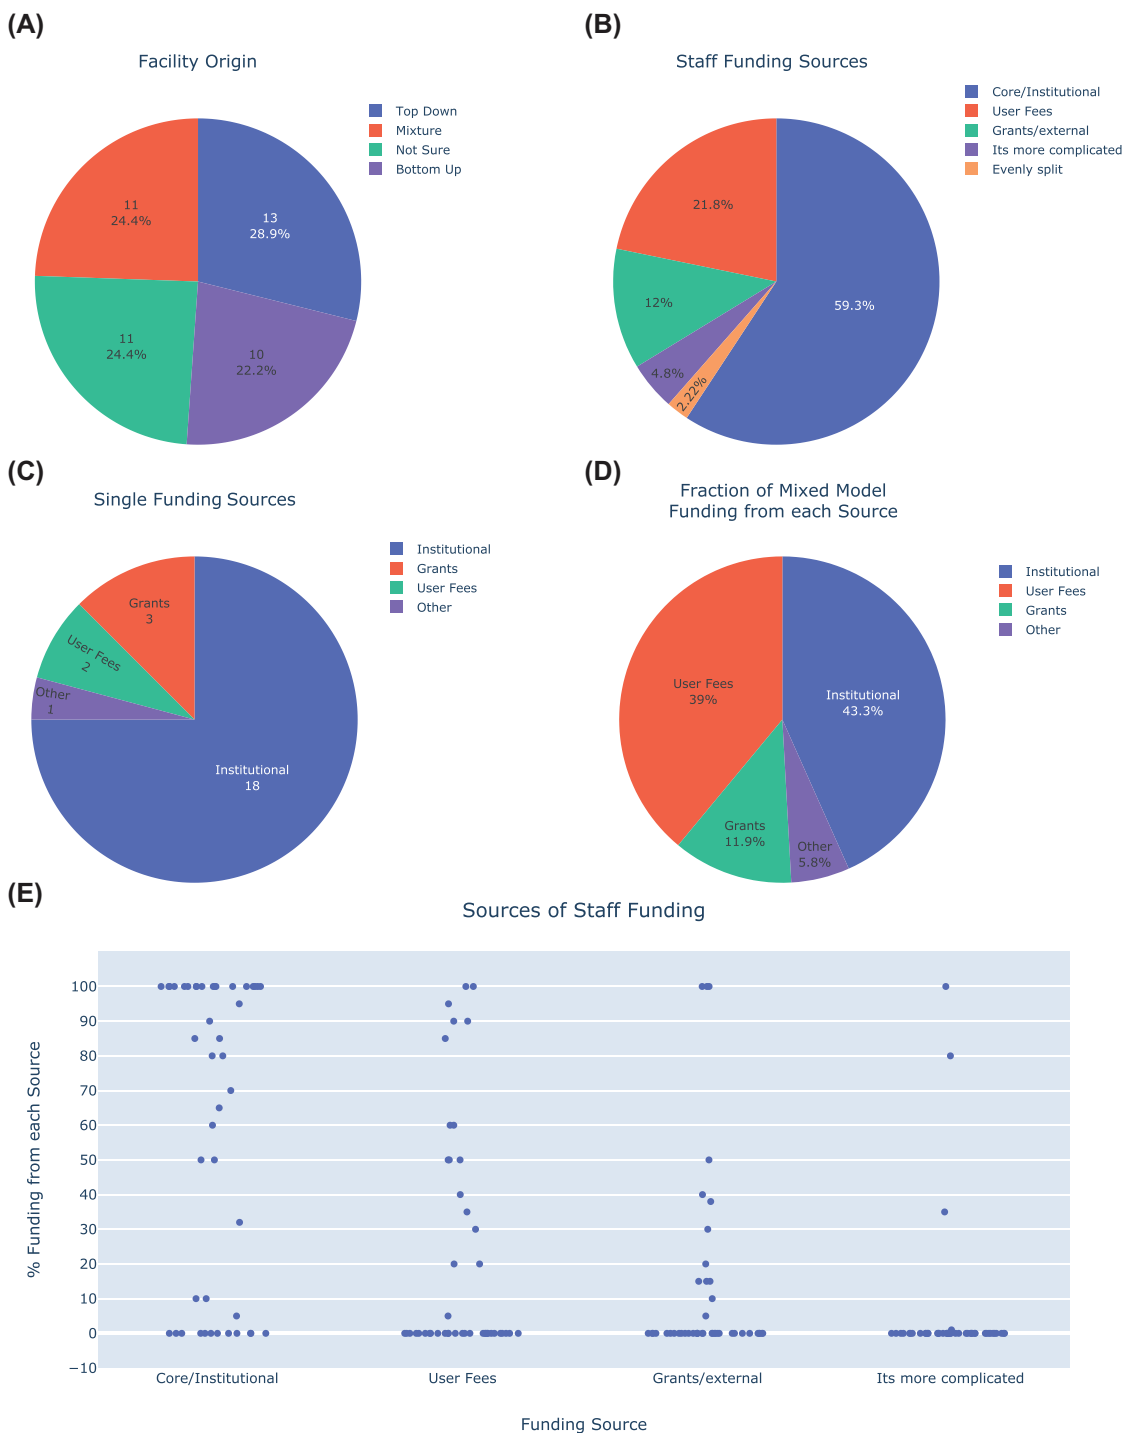 (A)
Facility Origin
Top Down
Mixture
Not Sure
Bottom Up
11
24.4%
13
28.9%
11
24.4%
10
22.2%
(B)
Staff Funding Sources
Core/Institutional
User Fees
Grants/external
Its more complicated
Evenly split
21.8%
12%
59.3%
4.8%
2.22%
(C)
Single Funding Sources
Institutional
Grants
User Fees
Other
Grants
3
User Fees
2
Other
1
Institutional
18
(D)
Fraction of Mixed Model
Funding from each Source
Institutional
User Fees
Grants
Other
User Fees
39%
Institutional
43.3%
Grants
11.9%
Other
5.8%
(E)
Sources of Staff Funding
% Funding from each Source
100
90
80
70
60
50
40
30
20
10
0
−10
Core/Institutional
User Fees
Grants/external
Its more complicated
Funding Source